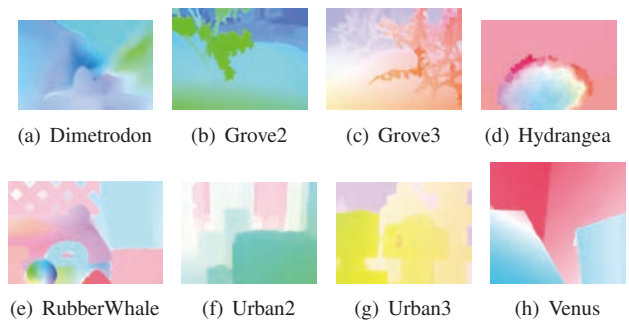 (a) Dimetrodon (b) Grove2 (c) Grove3 (d) Hydrangea
(e) RubberWhale (f) Urban2 (g) Urban3 (h) Venus